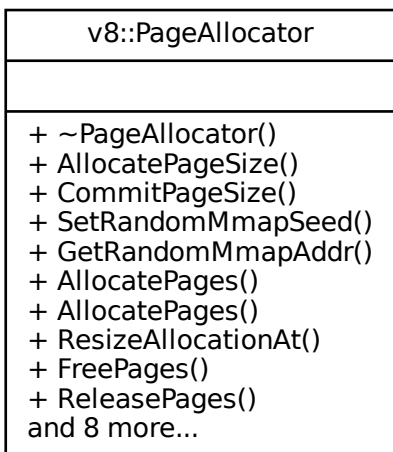 v8::PageAllocator
+ ~PageAllocator()
+ AllocatePageSize()
+ CommitPageSize()
+ SetRandomMmapSeed()
+ GetRandomMmapAddr()
+ AllocatePages()
+ AllocatePages()
+ ResizeAllocationAt()
+ FreePages()
+ ReleasePages()
and 8 more...